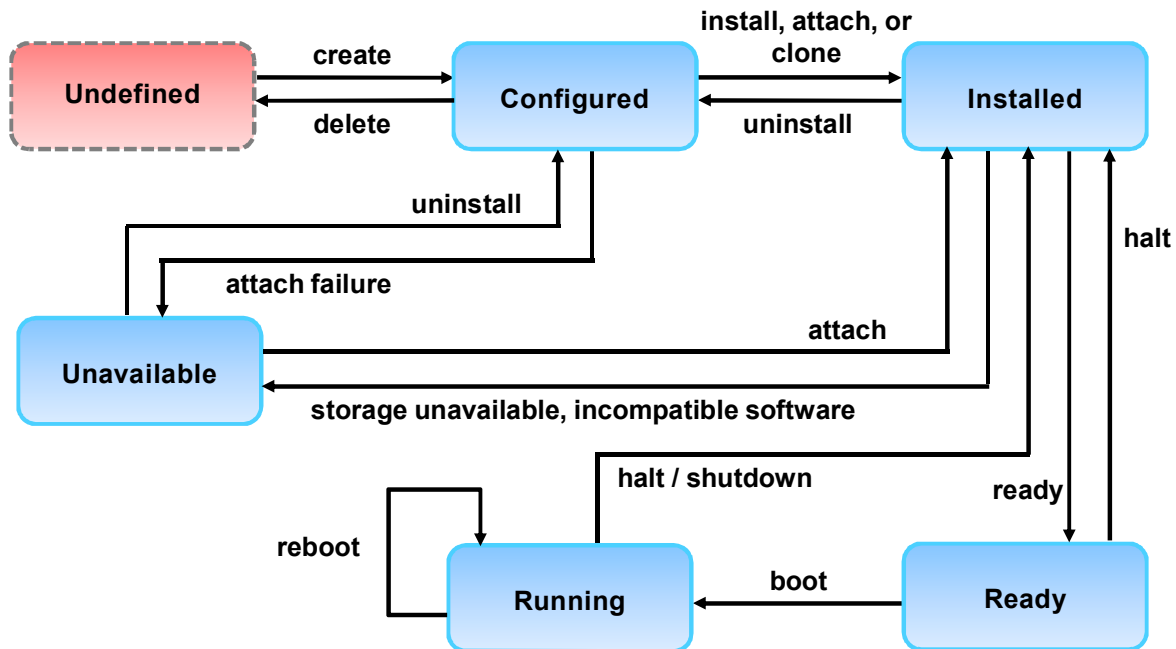 install, attach, or
clone
create
Undefined
Configured
Installed
delete
uninstall
uninstall
halt
attach failure
attach
Unavailable
storage unavailable, incompatible software
halt / shutdown
ready
reboot
boot
Running
Ready